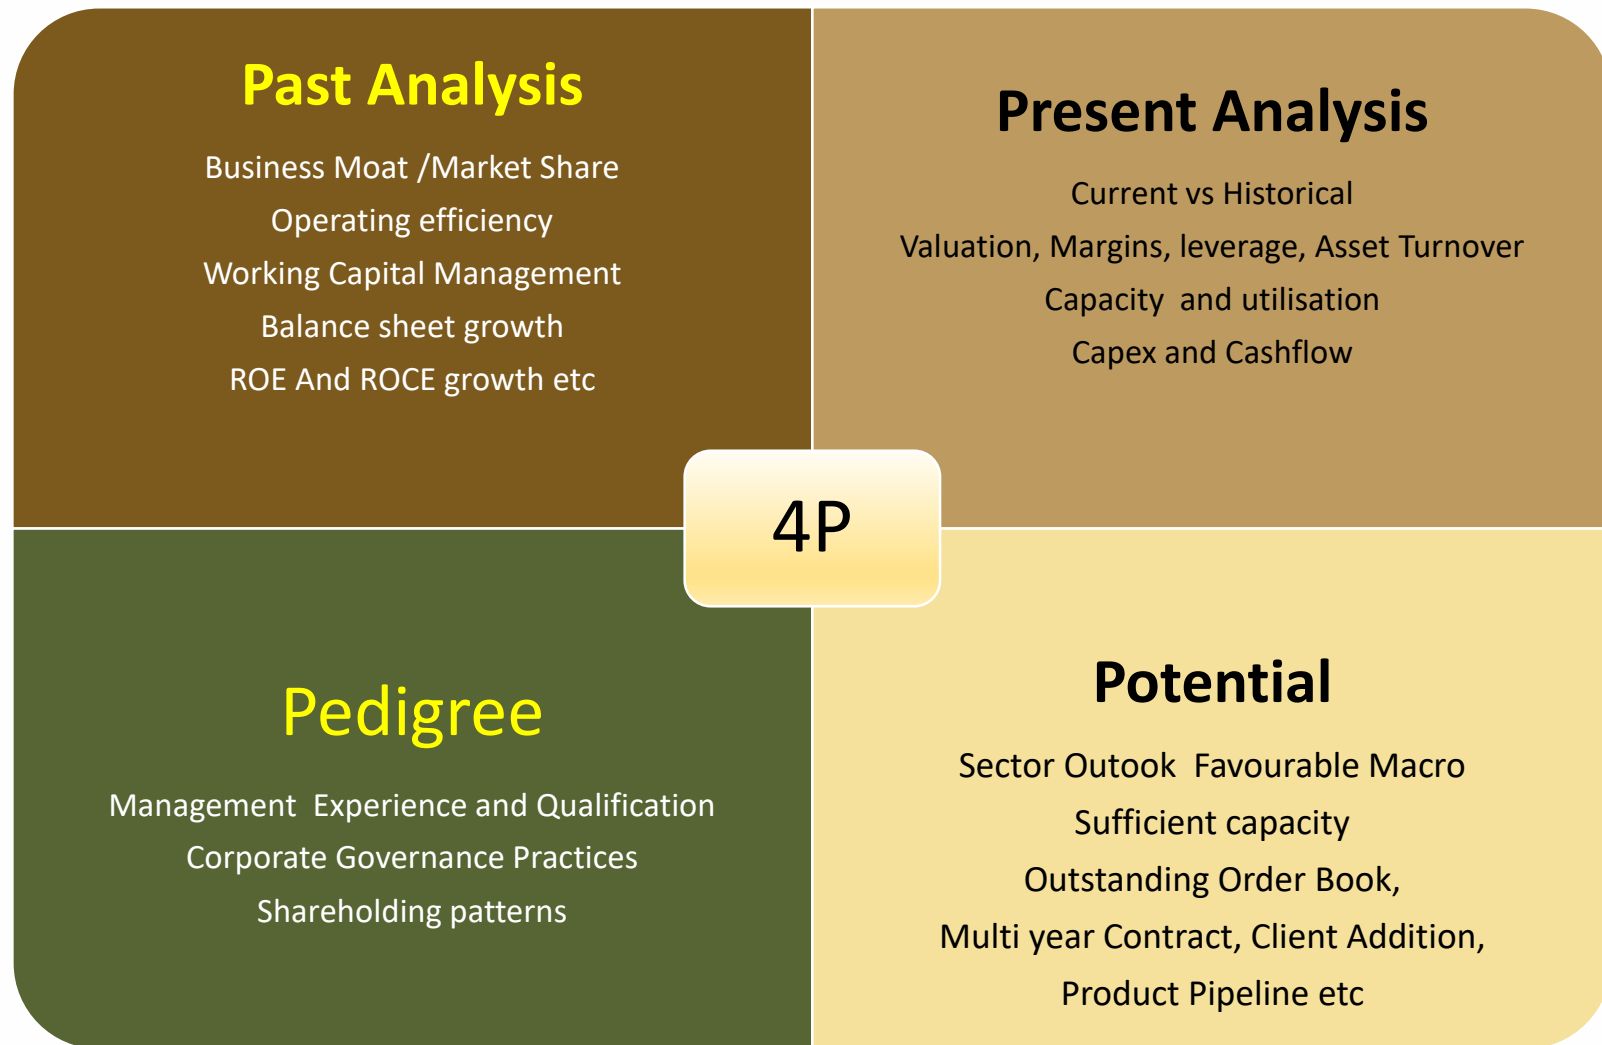 Past Analysis
Business Moat /Market Share
Operating efficiency
Working Capital Management
Balance sheet growth
ROE And ROCE growth etc
Present Analysis
Current vs Historical
Valuation, Margins, leverage, Asset Turnover
Capacity  and utilisation
Capex and Cashflow
4P
Pedigree
Management  Experience and Qualification
Corporate Governance Practices
Shareholding patterns
Potential
Sector Outook  Favourable Macro
Sufficient capacity
Outstanding Order Book,
Multi year Contract, Client Addition,
Product Pipeline etc